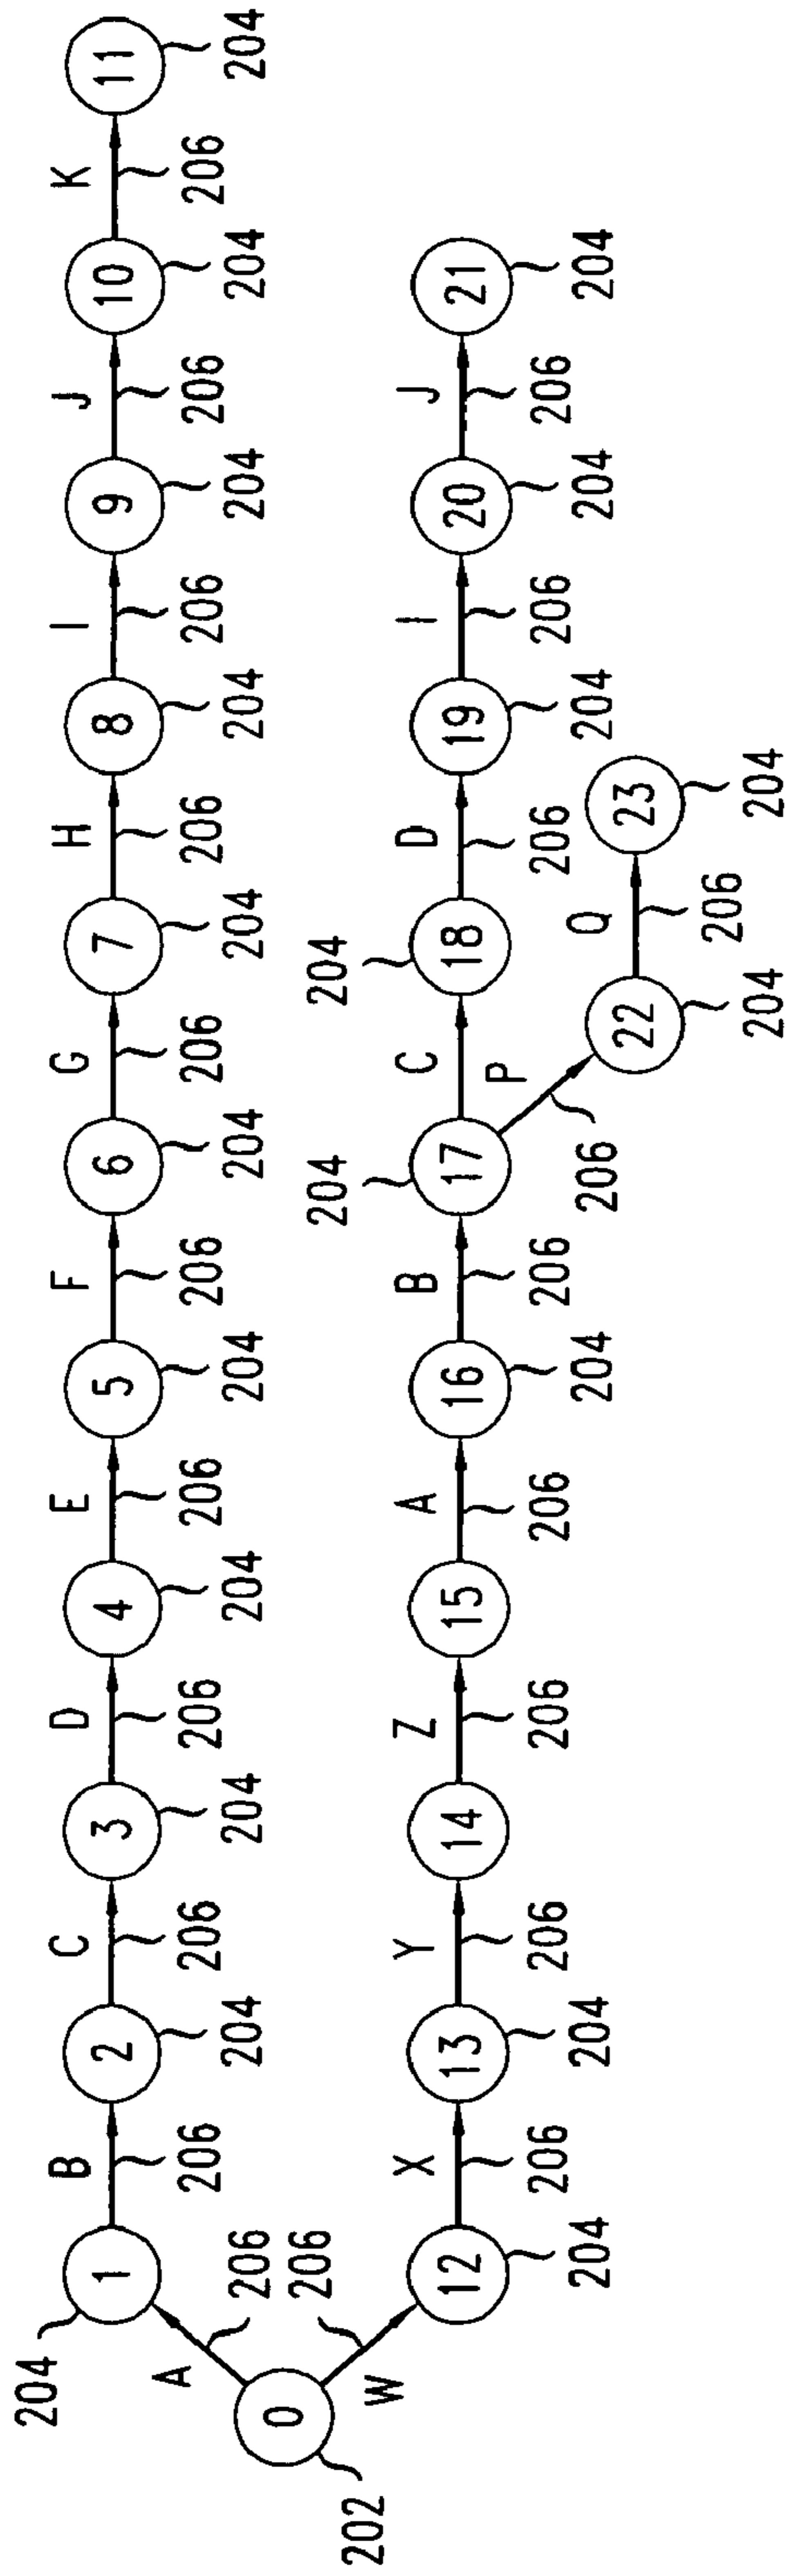 204
A B C D E F G H I J K
1 2 3 4 5 6 7 8 9 10 11
206 206 206 206 206 206 206 206 206 206
204 204 204 204 204 204 204 204 204 204
206
0
206
202
204 204
W X Y Z A B C D I J
12 13 14 15 16 17 18 19 20 21
206 206 206 206 206 206 206 206
P
204 204 204 204 204 204
206
Q
22 23
206
204 204